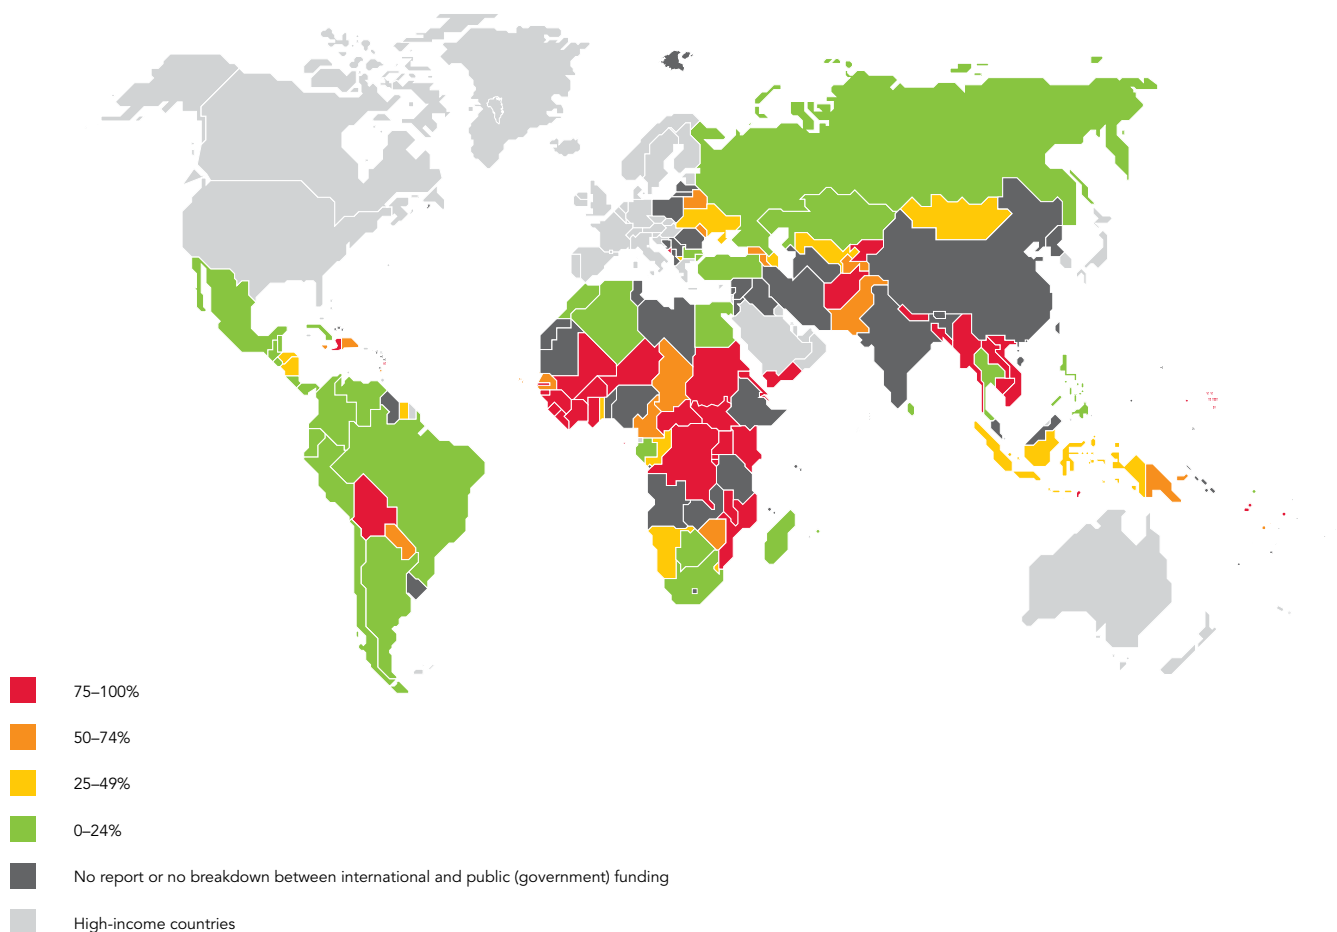 75–100%
50–74%
25–49%
0–24%
No report or no breakdown between international and public (government) funding
High-income countries